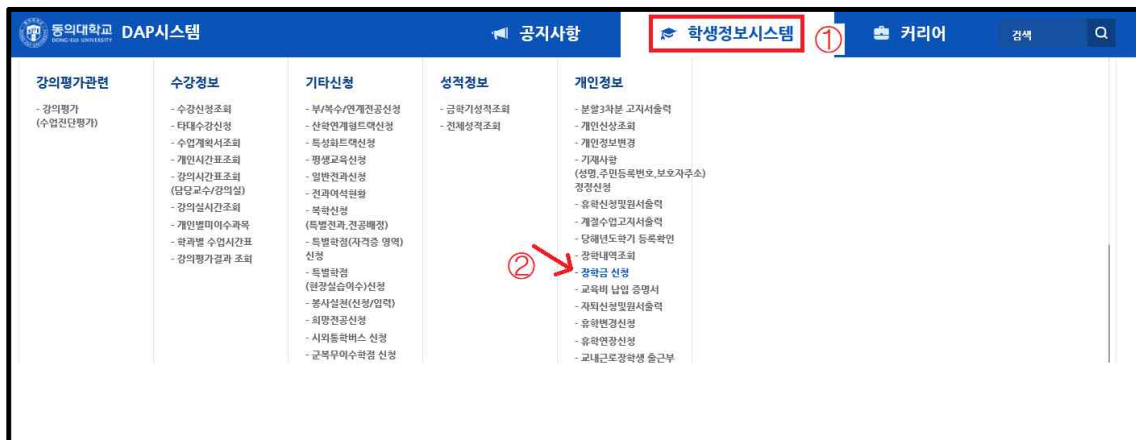 동의대학교 DAP시스템
DONG-EUI UNIVERSITY
공지사항
학생정보시스템
①
커리어
검색
강의평가관련
- 강의평가
(수업진단평가)
수강정보
- 수강신청조회
- 타대수강신청
- 수업계획서조회
- 개인시간표조회
- 강의시간표조회
(담당교수/강의실)
- 강의실시간조회
- 개인별미이수과목
- 학과별 수업시간표
- 강의평가결과 조회
기타신청
- 부/복수/연계전공신청
- 산학연계형트랙신청
- 특성화트랙신청
- 평생교육신청
- 일반전과신청
- 전과여석현황
- 복학신청
(특별전과,전공배정)
- 특별학점(자격증 영역)
신청
- 특별학점
(현장실습이수)신청
- 봉사실천(신청/입력)
- 희망전공신청
- 시외통학버스 신청
- 군복무이수학점 신청
성적정보
- 금학기성적조회
- 전체성적조회
개인정보
- 분할3차분 고지서출력
- 개인신상조회
- 개인정보변경
- 기재사항
(성명,주민등록번호,보호자주소)
정정신청
- 휴학신청및원서출력
- 계절수업고지서출력
- 당해년도학기 등록확인
- 장학내역조회
②
- 장학금 신청
- 교육비 납입 증명서
- 자퇴신청및원서출력
- 휴학변경신청
- 휴학연장신청
- 교내근로장학생 출근부